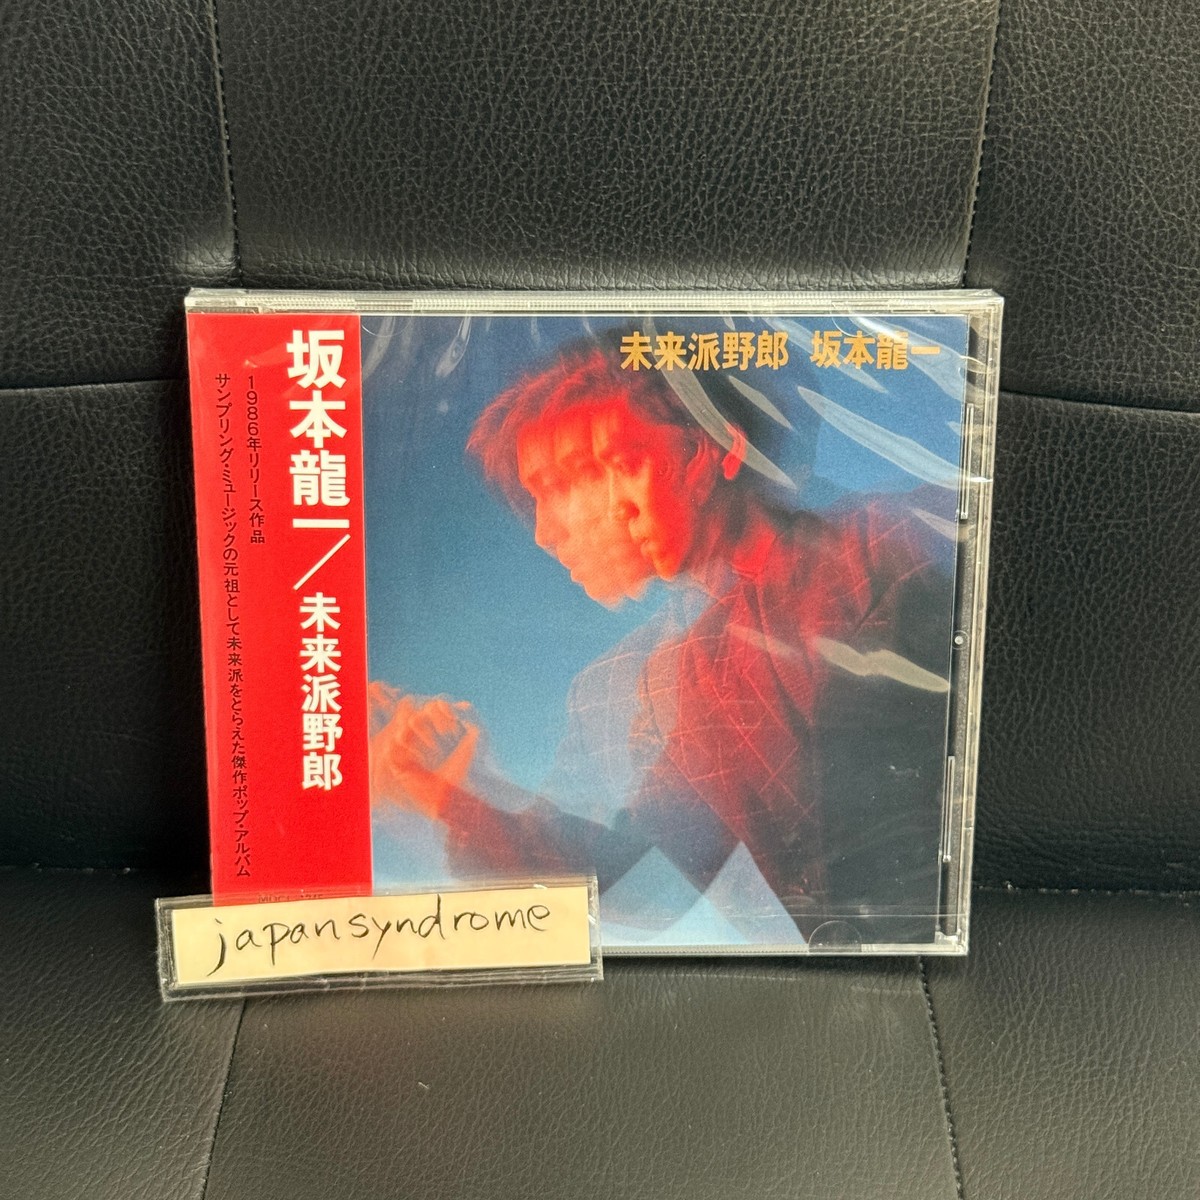 未来派野郎 坂本龍一
坂本龍一/未来派野郎
1986年リリース作品
サンプリング・ミュージックの元祖として未来派をとらえた傑作ポップ・アルバム
japansyndrome